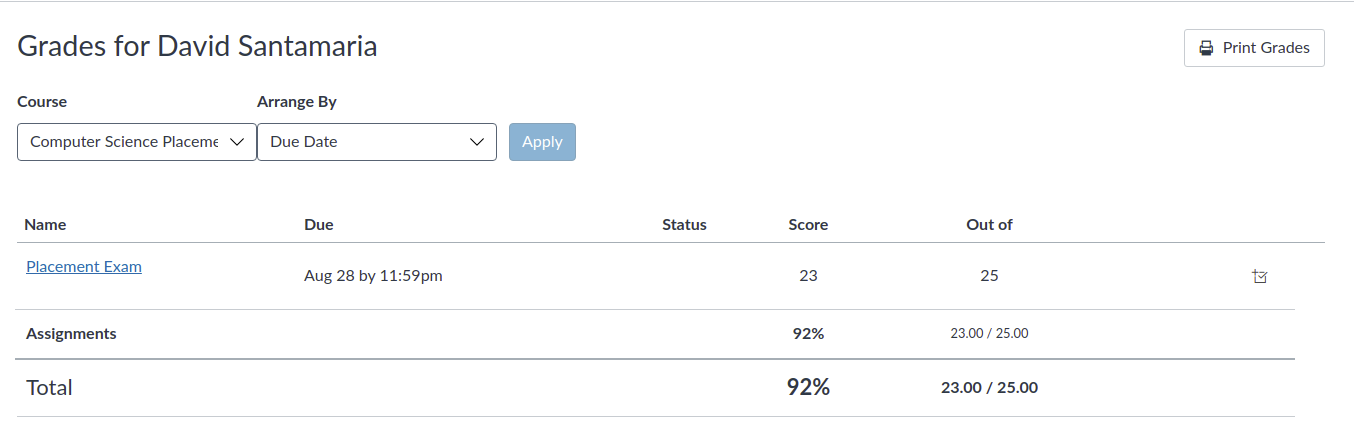 Grades for David Santamaria
Print Grades
Course Arrange By
Computer Science Placeme Due Date Apply
Name Due Status Score Out of
Placement Exam Aug 28 by 11:59pm 23 25
Assignments 92% 23.00 / 25.00
Total 92% 23.00 / 25.00